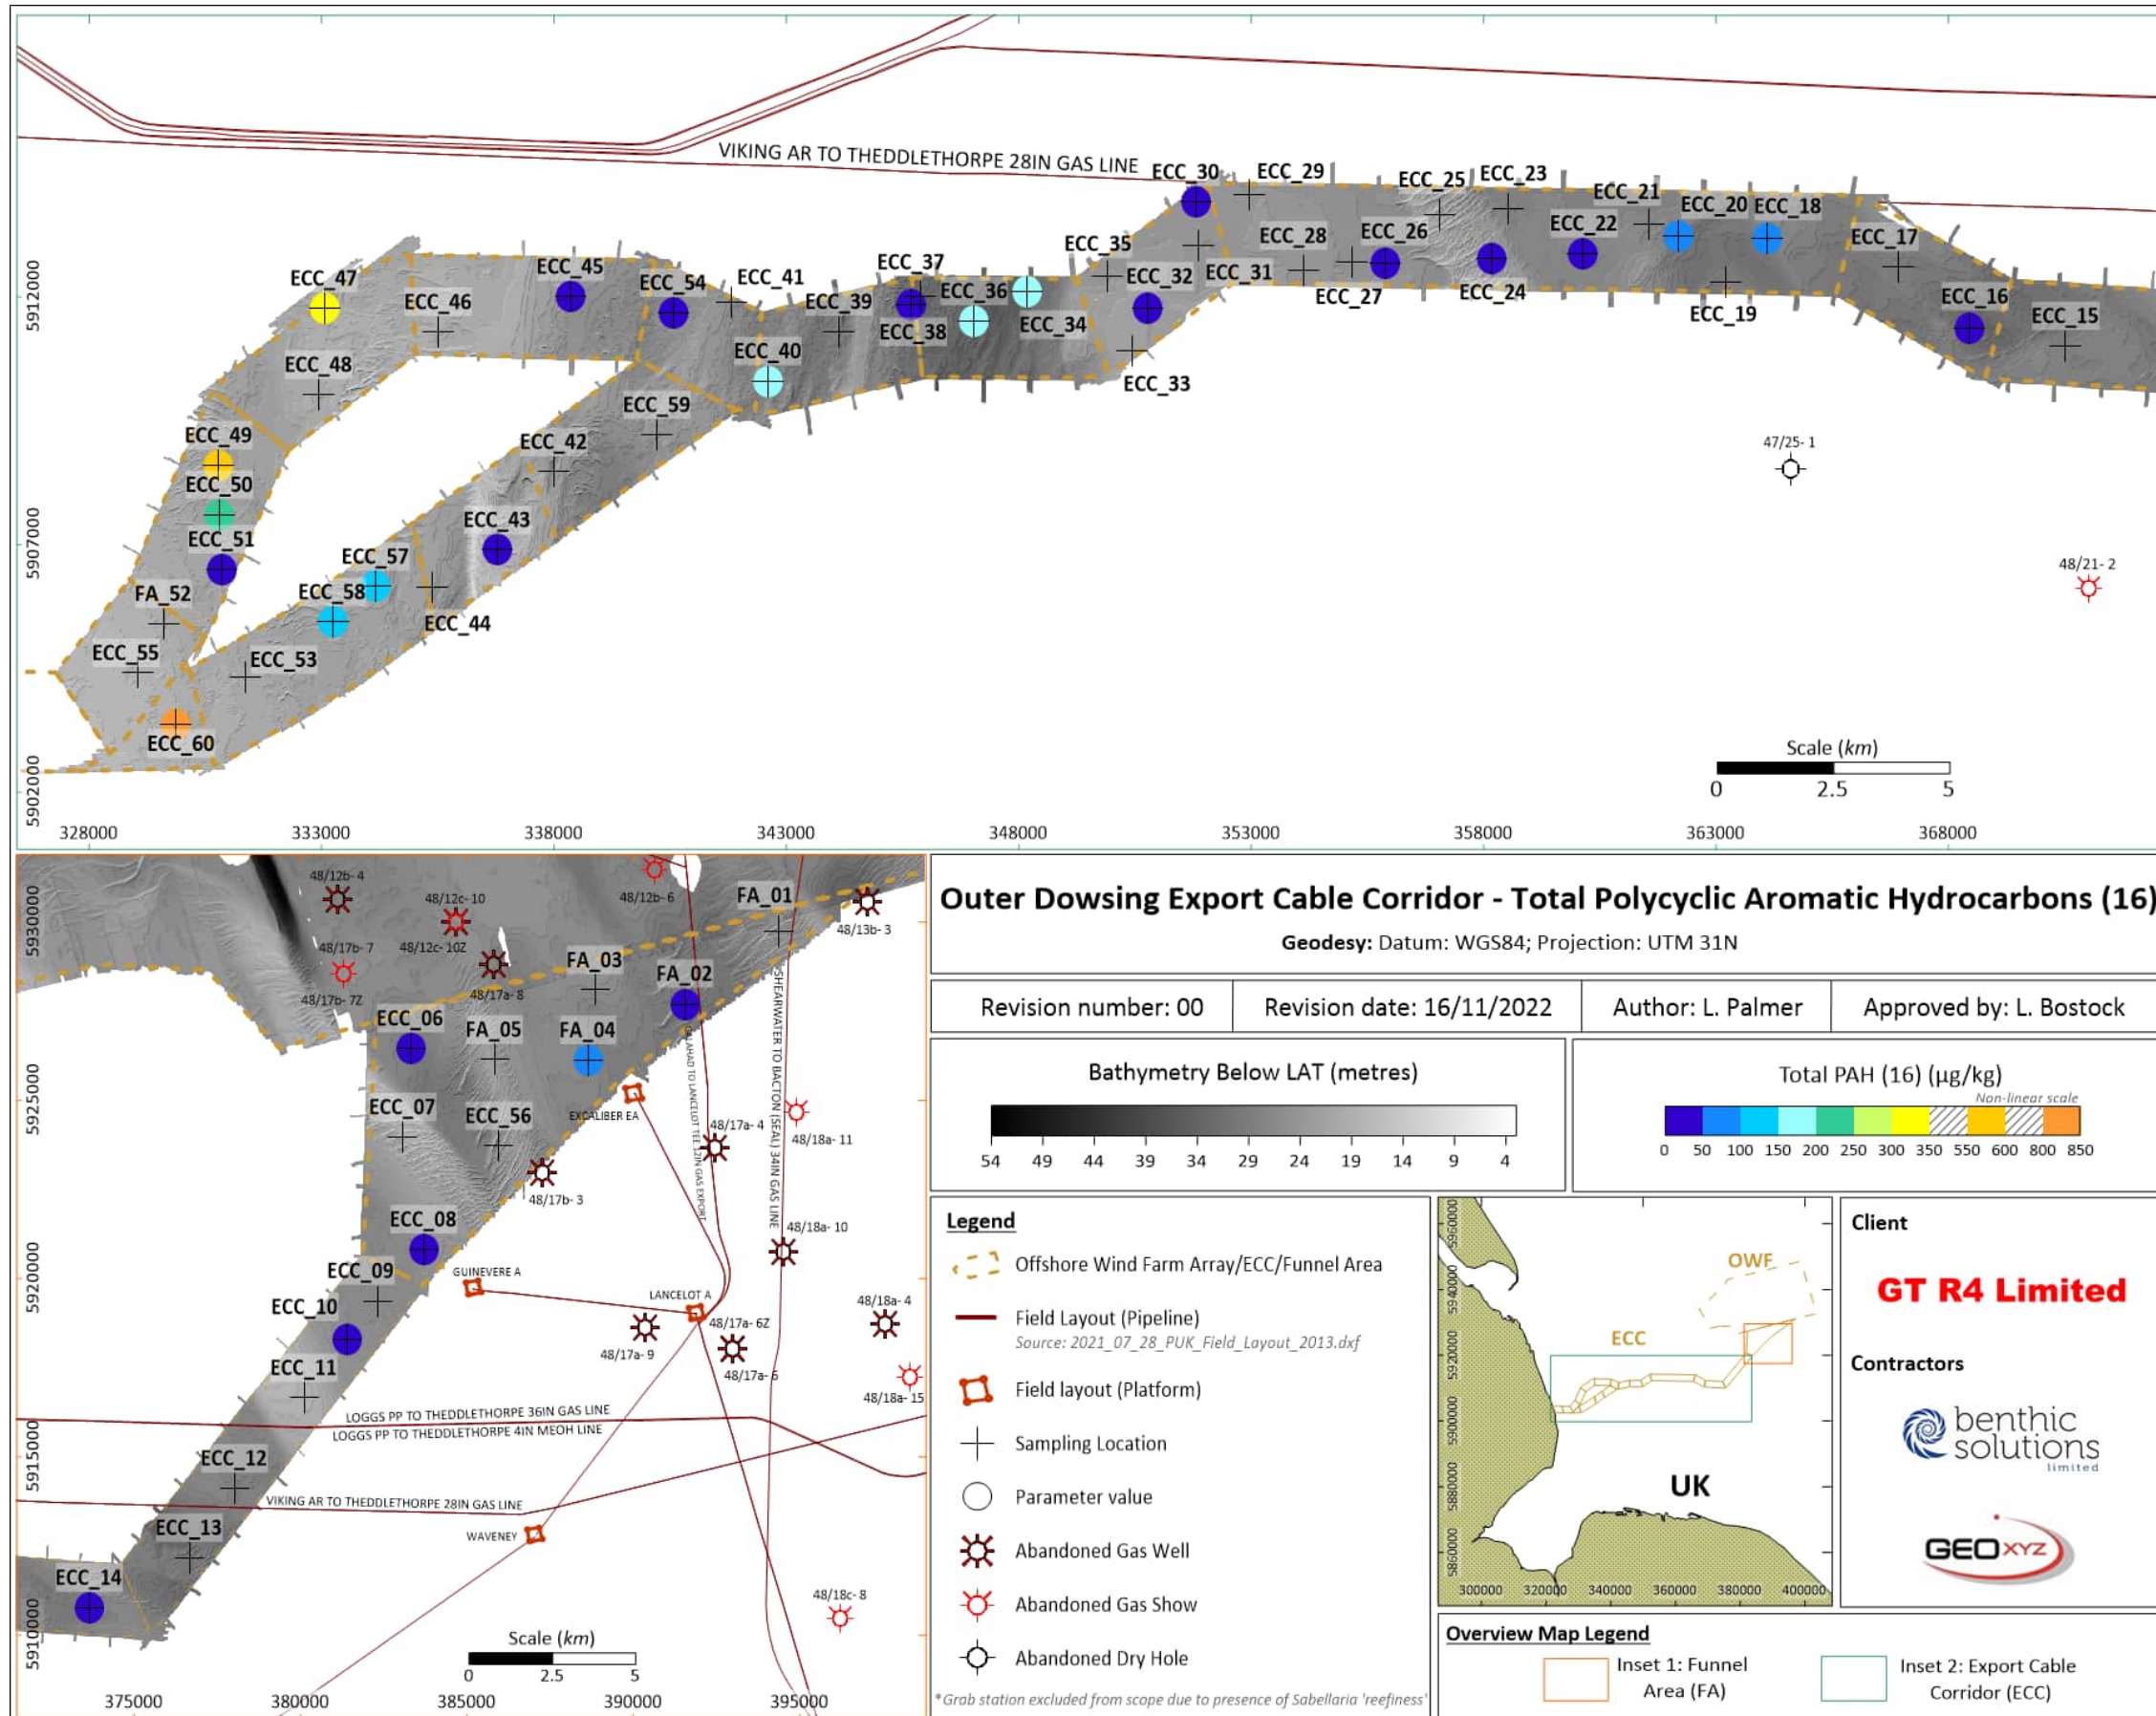 VIKING AR TO THEDDLETHORPE 28IN GAS LINE
ECC_30
ECC_29
ECC_25
ECC_23
ECC_21
ECC_20
ECC_18
ECC_17
ECC_35
ECC_28
ECC_26
ECC_22
ECC_47
ECC_46
ECC_45
ECC_54
ECC_41
ECC_39
ECC_37
ECC_36
ECC_38
ECC_34
ECC_32
ECC_31
ECC_27
ECC_24
ECC_19
ECC_16
ECC_15
ECC_48
ECC_40
ECC_33
ECC_49
ECC_59
ECC_42
ECC_50
ECC_43
ECC_51
ECC_57
ECC_58
FA_52
ECC_44
ECC_55
ECC_53
ECC_60
47/25- 1
48/21- 2
5912000
5907000
5902000
Scale (km)
0 2.5 5
328000 333000 338000 343000 348000 353000 358000 363000 368000
48/12b- 4
48/12c- 10
48/12b- 6
FA_01
48/13b- 3
48/17b- 7
48/12c- 10Z
48/17b- 7Z
48/17a- 8
FA_03
FA_02
ECC_06
FA_05
FA_04
ECC_07
ECC_56
EXCALIBER EA
48/17a- 4
48/18a- 11
48/17b- 3
SHEARWATER TO BACTON (SEAL) 34IN GAS LINE
48/18a- 10
ECC_08
ECC_09
GUINEVERE A
LANCELOT A
ECC_10
48/17a- 6Z
48/18a- 4
48/17a- 9
48/17a- 6
48/18a- 15
ECC_11
LOGGS PP TO THEDDLETHORPE 36IN GAS LINE
LOGGS PP TO THEDDLETHORPE 4IN MEOH LINE
ECC_12
VIKING AR TO THEDDLETHORPE 28IN GAS LINE
ECC_13
WAVENEY
ECC_14
48/18c- 8
Scale (km)
0 2.5 5
5930000
5925000
5920000
5915000
5910000
375000 380000 385000 390000 395000
Outer Dowsing Export Cable Corridor - Total Polycyclic Aromatic Hydrocarbons (16)
Geodesy: Datum: WGS84; Projection: UTM 31N
Revision number: 00
Revision date: 16/11/2022
Author: L. Palmer
Approved by: L. Bostock
Bathymetry Below LAT (metres)
54 49 44 39 34 29 24 19 14 9 4
Total PAH (16) (µg/kg)
Non-linear scale
0 50 100 150 200 250 300 350 550 600 800 850
Legend
Offshore Wind Farm Array/ECC/Funnel Area
Field Layout (Pipeline)
Source: 2021_07_28_PUK_Field_Layout_2013.dxf
Field layout (Platform)
Sampling Location
Parameter value
Abandoned Gas Well
Abandoned Gas Show
Abandoned Dry Hole
*Grab station excluded from scope due to presence of Sabellaria 'reefiness'
OWF
ECC
UK
5960000
5940000
5920000
5900000
5880000
5860000
300000 320000 340000 360000 380000 400000
Overview Map Legend
Inset 1: Funnel
Area (FA)
Inset 2: Export Cable
Corridor (ECC)
Client
GT R4 Limited
Contractors
benthic
solutions
limited
GEOXYZ